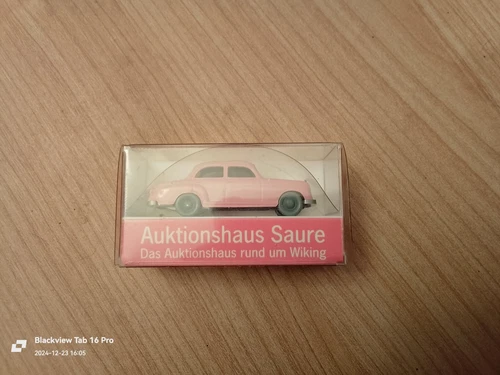 Auktionshaus Saure
Das Auktionshaus rund um Wiking
Blackview Tab 16 Pro
2024-12-23 16:05